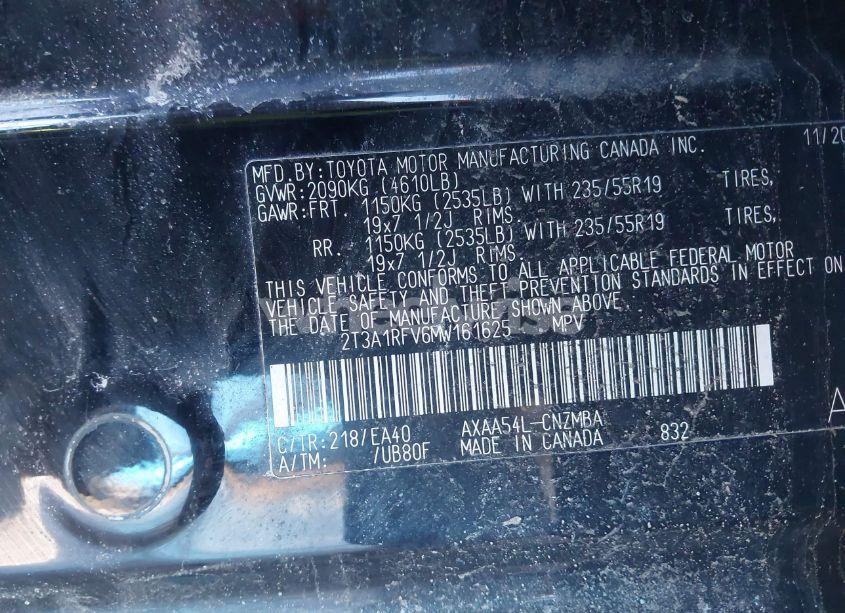 MFD.BY:TOYOTA MOTOR MANUFACTURING CANADA INC. 11/20
GVWR:2090KG (4610LB)
GAWR:FRT. 1150KG (2535LB) WITH 235/55R19 TIRES,
19x7 1/2J RIMS.
RR. 1150KG (2535LB) WITH 235/55R19 TIRES,
19x7 1/2J RIMS.
THIS VEHICLE CONFORMS TO ALL APPLICABLE FEDERAL MOTOR
VEHICLE SAFETY AND THEFT PREVENTION STANDARDS IN EFFECT ON
THE DATE OF MANUFACTURE SHOWN ABOVE
2T3A1RFV6MW161625 MPV
C/TR:218/EA40 AXAA54L-CNZMBA A
A/TM: /UB80F MADE IN CANADA 832